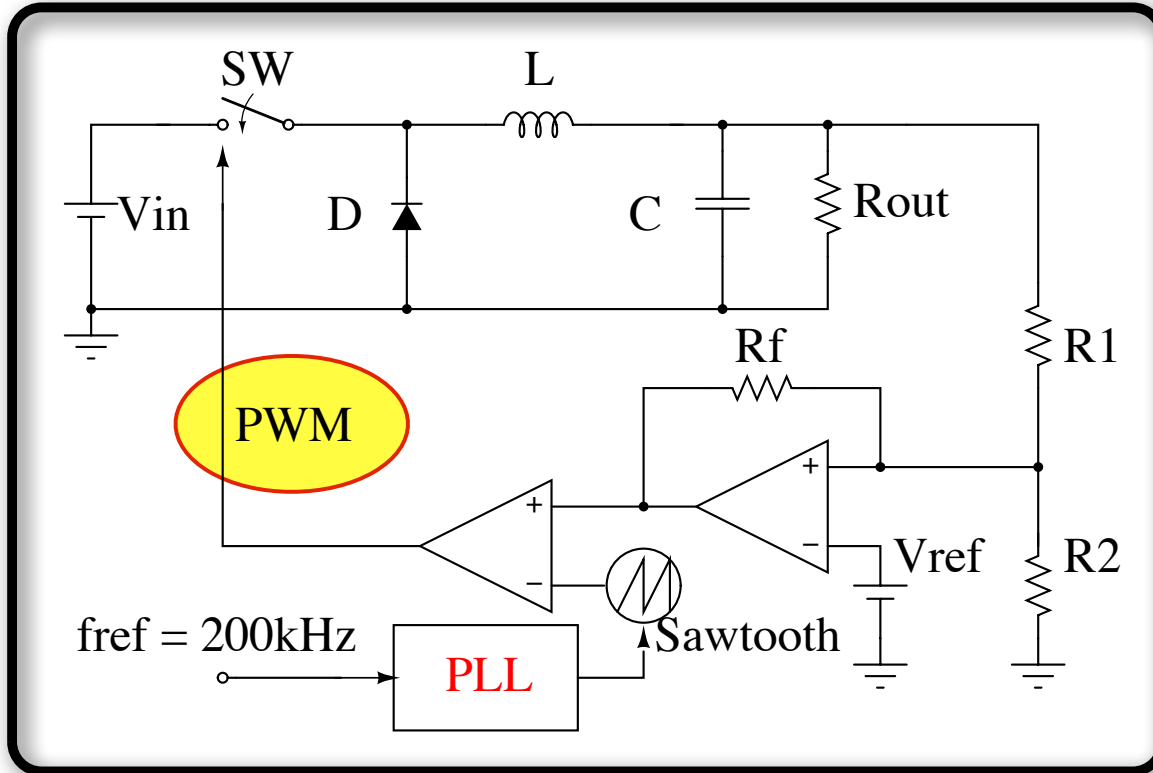 SW
L
Vin
D
C
Rout
Rf
R1
PWM
+
+
−
−
Vref
R2
fref = 200kHz
Sawtooth
PLL